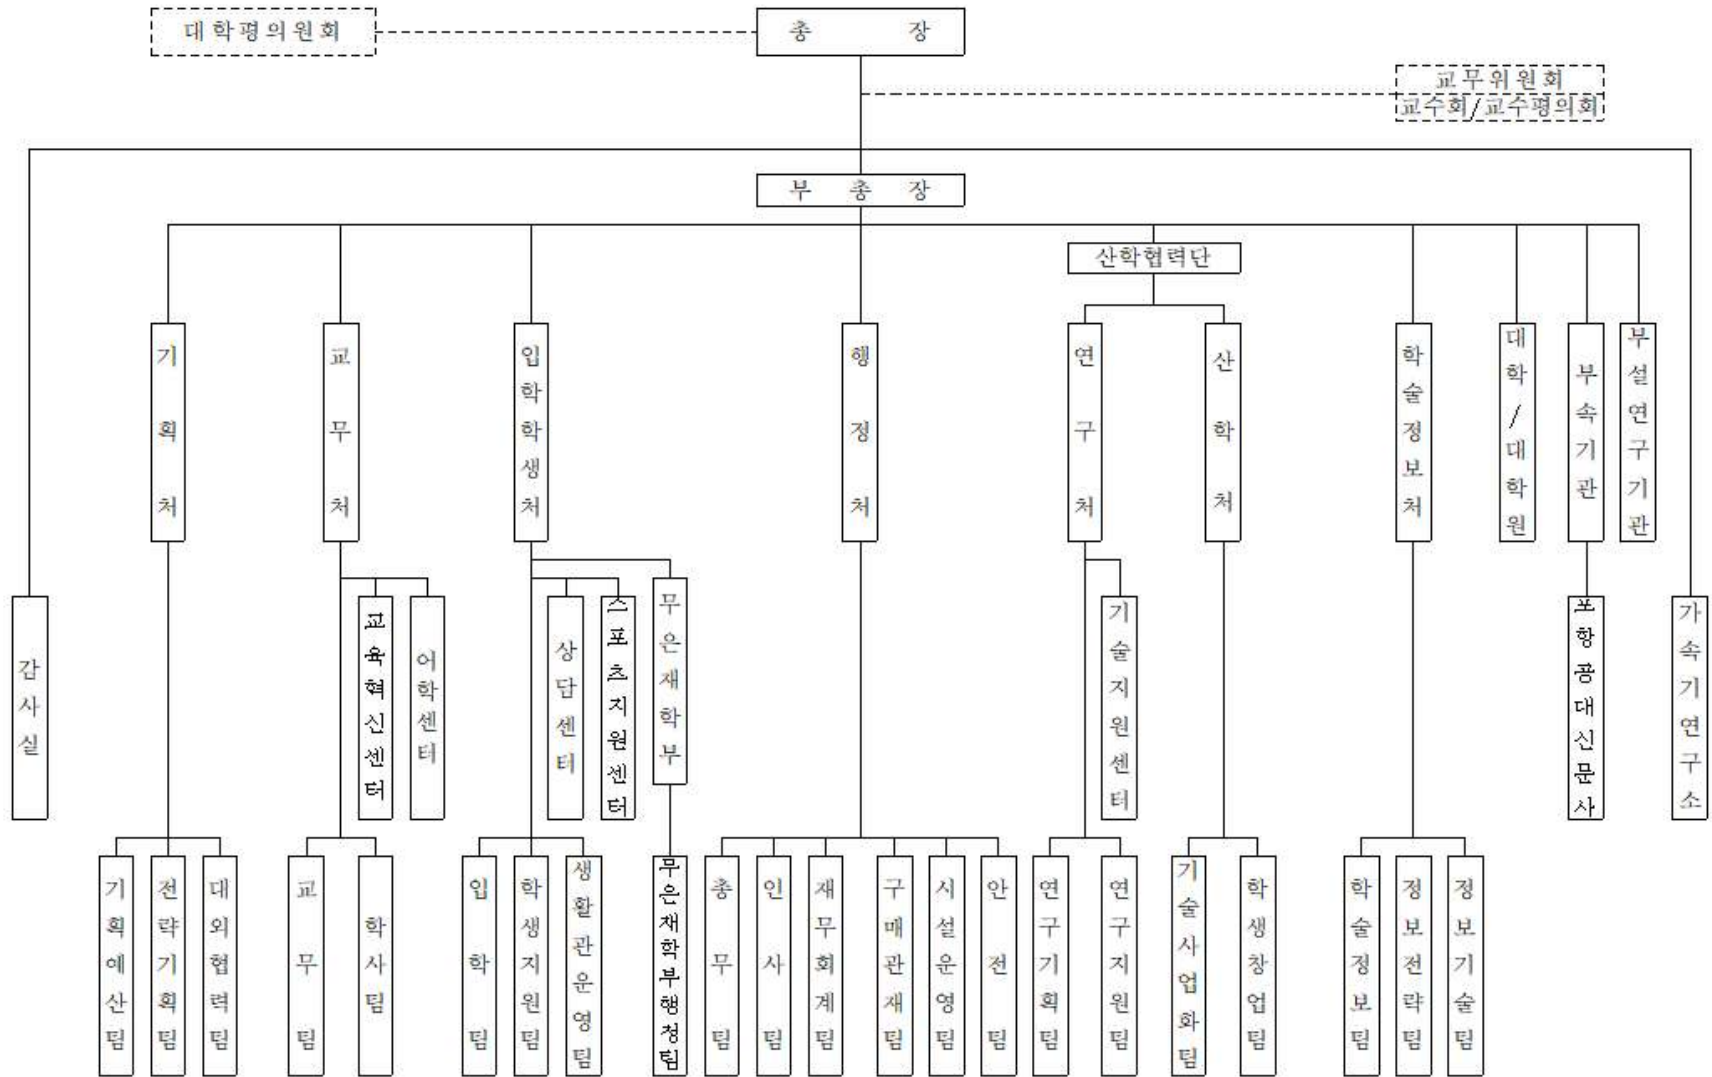 대학평의원회
총 장
교무위원회
교수회/교수평의회
부 총 장
산학협력단
기획처
교무처
입학학생처
행정처
연구처
산학처
학술정보처
대학/대학원
부속기관
부설연구기관
감사실
교육혁신센터
어학센터
상담센터
스포츠지원센터
무은재학부
기술지원센터
포항공대신문사
가속기연구소
기획예산팀
전략기획팀
대외협력팀
교무팀
학사팀
입학팀
학생지원팀
생활관운영팀
무은재학부행정팀
총무팀
인사팀
재무회계팀
구매관재팀
시설운영팀
안전팀
연구기획팀
연구지원팀
기술사업화팀
학생창업팀
학술정보팀
정보전략팀
정보기술팀